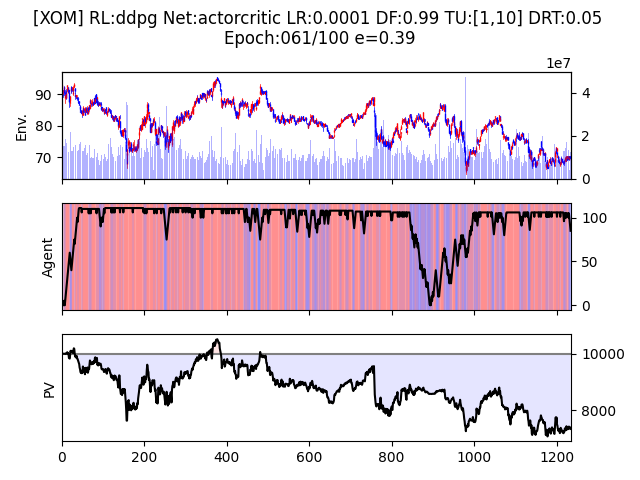 [XOM] RL:ddpg Net:actorcritic LR:0.0001 DF:0.99 TU:[1,10] DRT:0.05
Epoch:061/100 e=0.39
1e7
Env.
90
80
70
4
2
0
Agent
100
50
0
PV
10000
8000
0 200 400 600 800 1000 1200